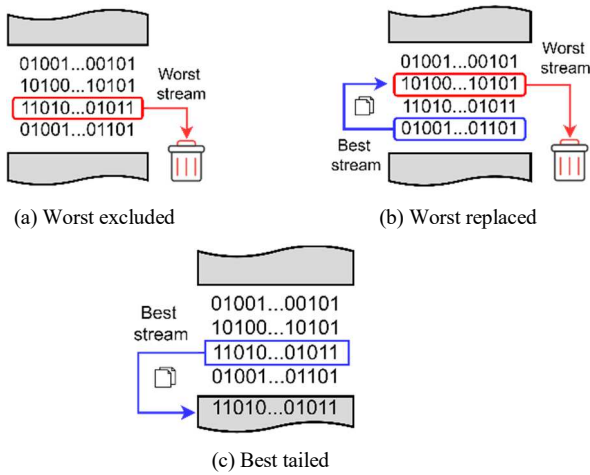 01001...00101
10100...10101
11010...01011
01001...01101
Worst
stream
(a) Worst excluded
01001...00101
10100...10101
11010...01011
01001...01101
Worst
stream
Best
stream
(b) Worst replaced
Best
stream
01001...00101
10100...10101
11010...01011
01001...01101
11010...01011
(c) Best tailed